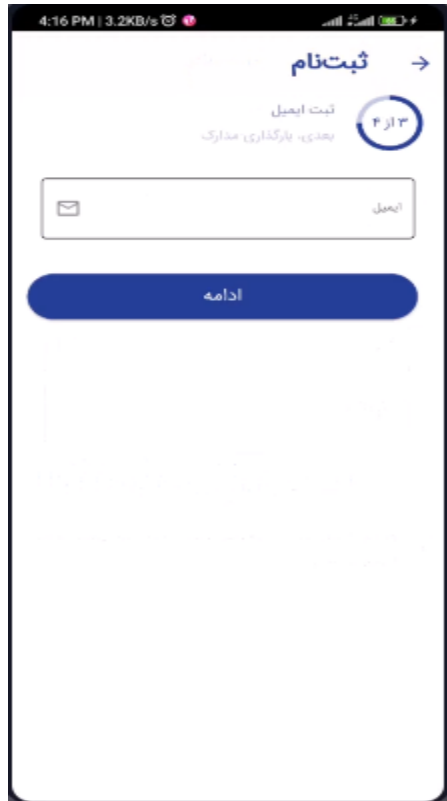 4:16 PM | 3.2KB/s
ثبت‌نام
۳ از ۴
ثبت ایمیل
بعدی، بارگذاری مدارک
ایمیل
ادامه